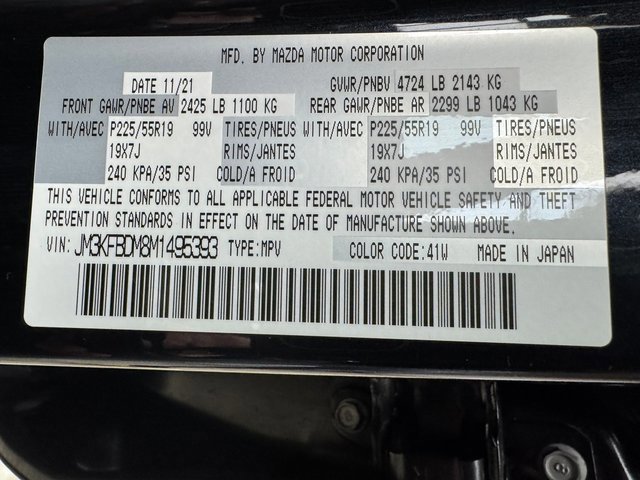 MFD. BY MAZDA MOTOR CORPORATION
DATE 11/21 GVWR/PNBV 4724 LB 2143 KG
FRONT GAWR/PNBE AV 2425 LB 1100 KG REAR GAWR/PNBE AR 2299 LB 1043 KG
WITH/AVEC P225/55R19 99V TIRES/PNEUS WITH/AVEC P225/55R19 99V TIRES/PNEUS
19X7J RIMS/JANTES 19X7J RIMS/JANTES
240 KPA/35 PSI COLD/A FROID 240 KPA/35 PSI COLD/A FROID
THIS VEHICLE CONFORMS TO ALL APPLICABLE FEDERAL MOTOR VEHICLE SAFETY AND THEFT
PREVENTION STANDARDS IN EFFECT ON THE DATE OF MANUFACTURE SHOWN ABOVE.
VIN: JM3KFBDM8M1495393 TYPE:MPV COLOR CODE:41W MADE IN JAPAN